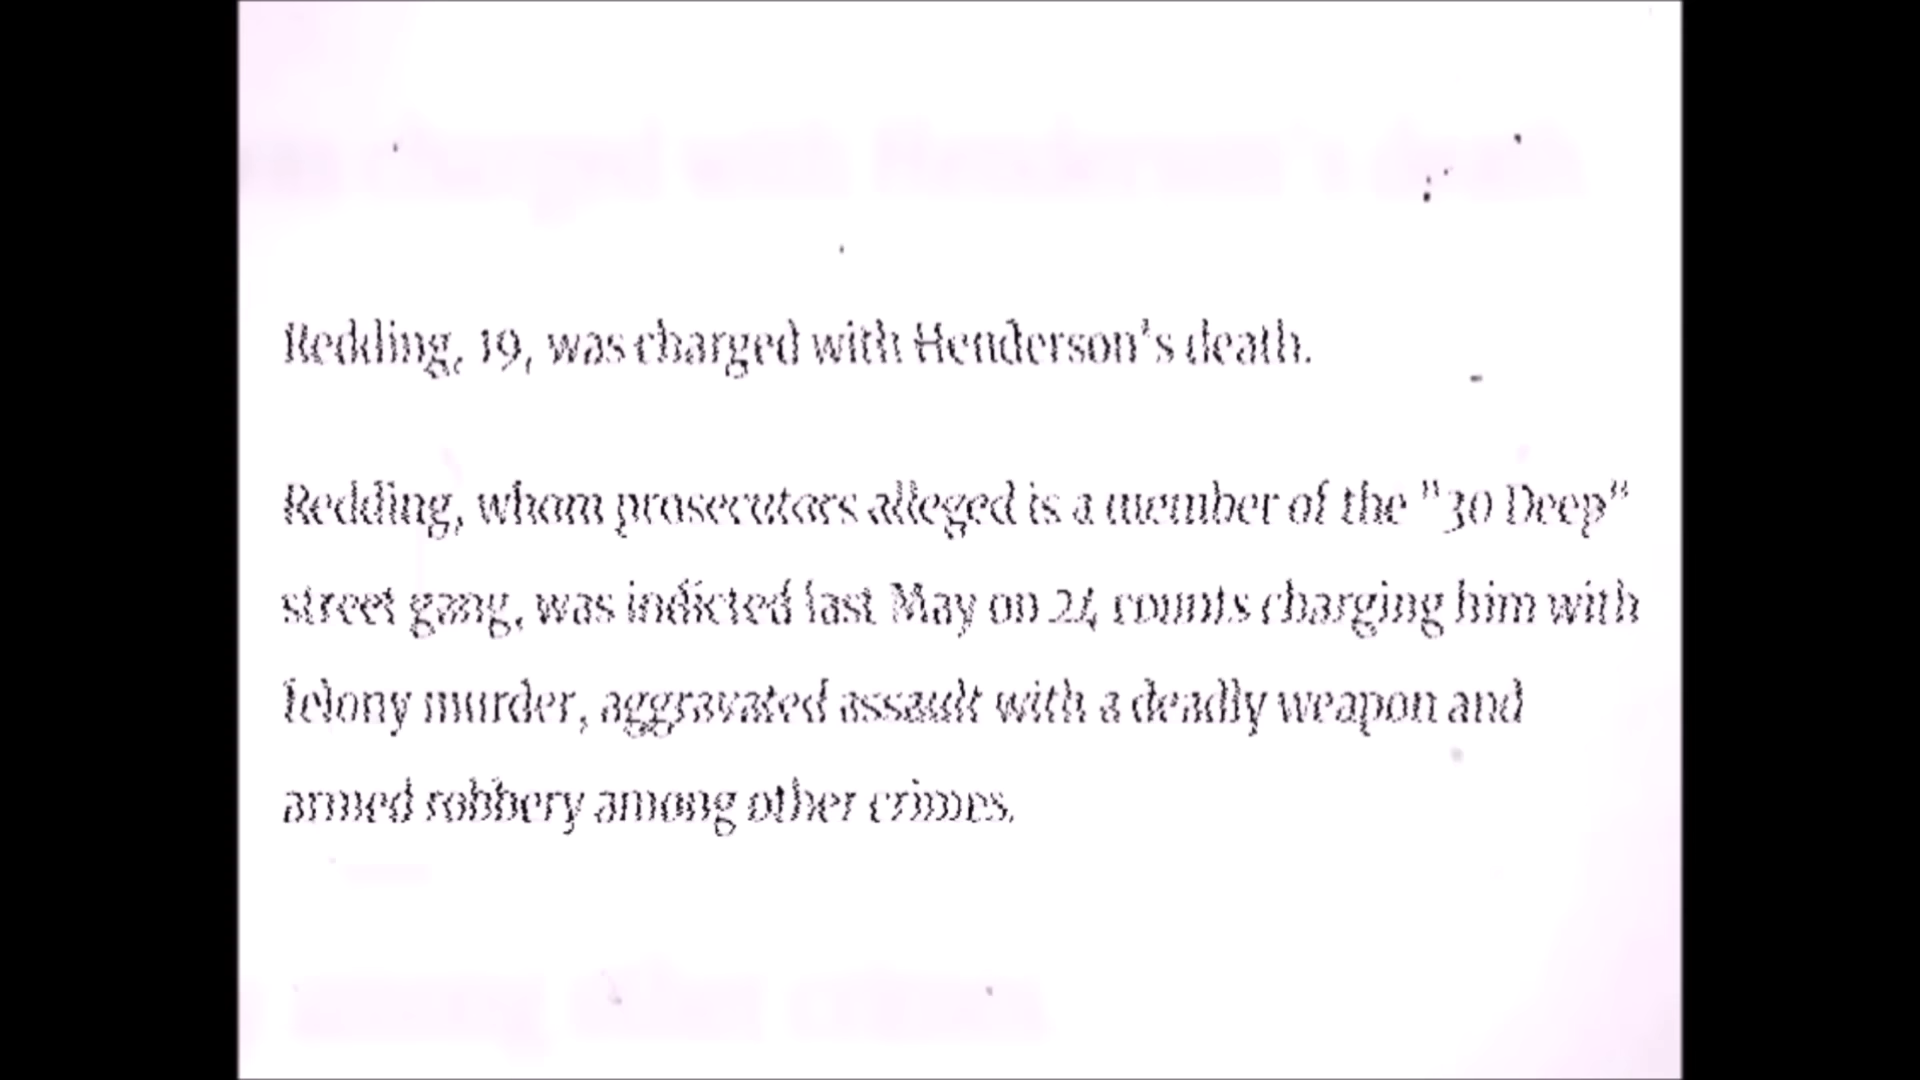 Redding, 19, was charged with Henderson's death.
Redding, whom prosecutors alleged is a member of the "30 Deep"
street gang, was indicted last May on 24 counts charging him with
felony murder, aggravated assault with a deadly weapon and
armed robbery among other crimes.